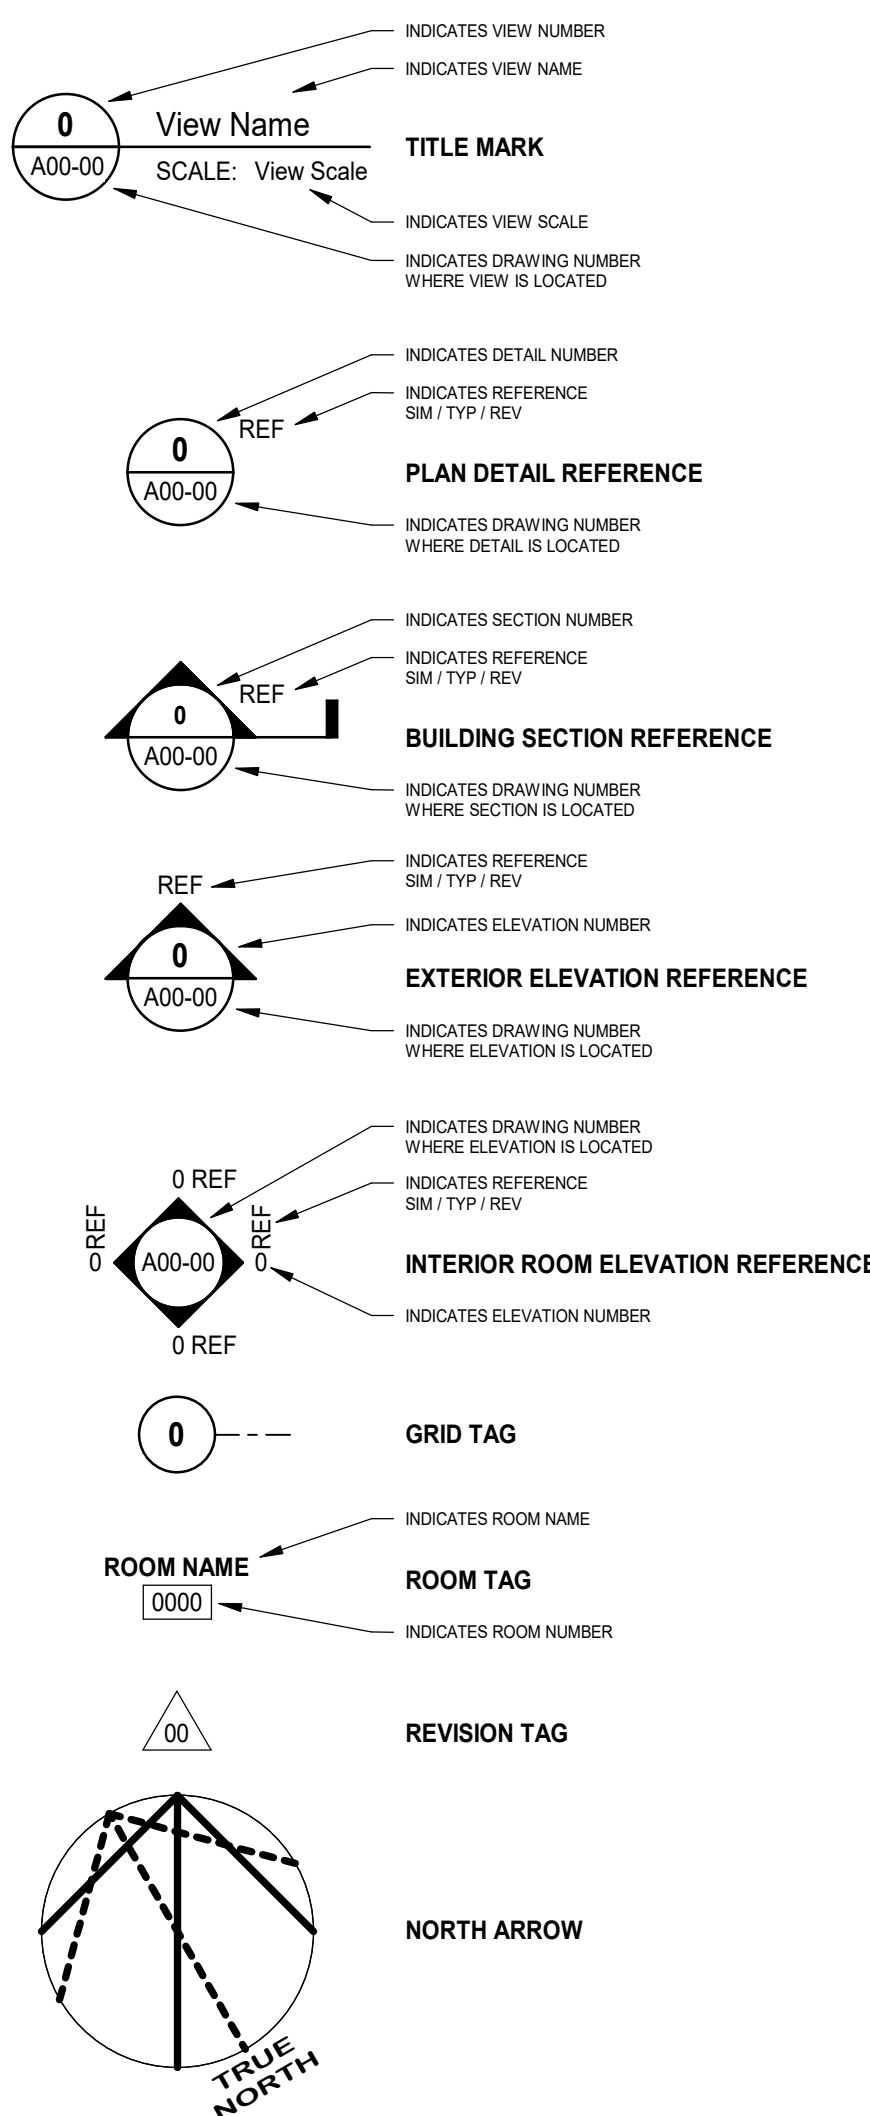 INDICATES VIEW NUMBER
INDICATES VIEW NAME
0
View Name
A00-00
SCALE: View Scale
TITLE MARK
INDICATES VIEW SCALE
INDICATES DRAWING NUMBER
WHERE VIEW IS LOCATED
INDICATES DETAIL NUMBER
INDICATES REFERENCE
SIM / TYP / REV
REF
0
A00-00
PLAN DETAIL REFERENCE
INDICATES DRAWING NUMBER
WHERE DETAIL IS LOCATED
INDICATES SECTION NUMBER
INDICATES REFERENCE
SIM / TYP / REV
REF
0
A00-00
BUILDING SECTION REFERENCE
INDICATES DRAWING NUMBER
WHERE SECTION IS LOCATED
INDICATES REFERENCE
SIM / TYP / REV
REF
INDICATES ELEVATION NUMBER
0
A00-00
EXTERIOR ELEVATION REFERENCE
INDICATES DRAWING NUMBER
WHERE ELEVATION IS LOCATED
INDICATES DRAWING NUMBER
WHERE ELEVATION IS LOCATED
INDICATES REFERENCE
SIM / TYP / REV
0 REF
0 REF
A00-00
0 REF
0 REF
INTERIOR ROOM ELEVATION REFERENCE
INDICATES ELEVATION NUMBER
0
GRID TAG
INDICATES ROOM NAME
ROOM NAME
0000
ROOM TAG
INDICATES ROOM NUMBER
00
REVISION TAG
NORTH ARROW
TRUE
NORTH